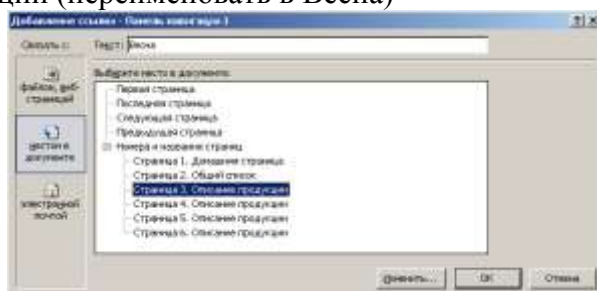 ции (переименовать в Весна)
Добавление ссылки - Панель навигации 1
Связать с:
Текст: Весна
Выберите место в документе:
файлом, веб-страницей
местом в документе
электронной почтой
Первая страница
Последняя страница
Следующая страница
Предыдущая страница
Номера и названия страниц
Страница 1. Домашняя страница
Страница 2. Общий список
Страница 3. Описание продукции
Страница 4. Описание продукции
Страница 5. Описание продукции
Страница 6. Описание продукции
Изменить...
ОК
Отмена